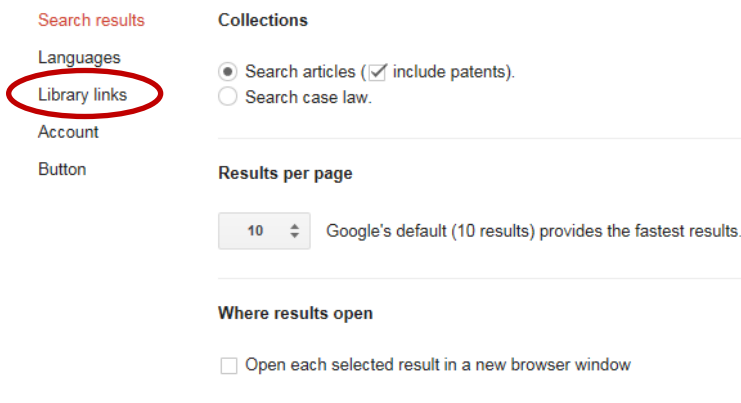 Search results
Languages
Library links
Account
Button
Collections
Search articles (include patents).
Search case law.
Results per page
10 Google's default (10 results) provides the fastest results.
Where results open
Open each selected result in a new browser window